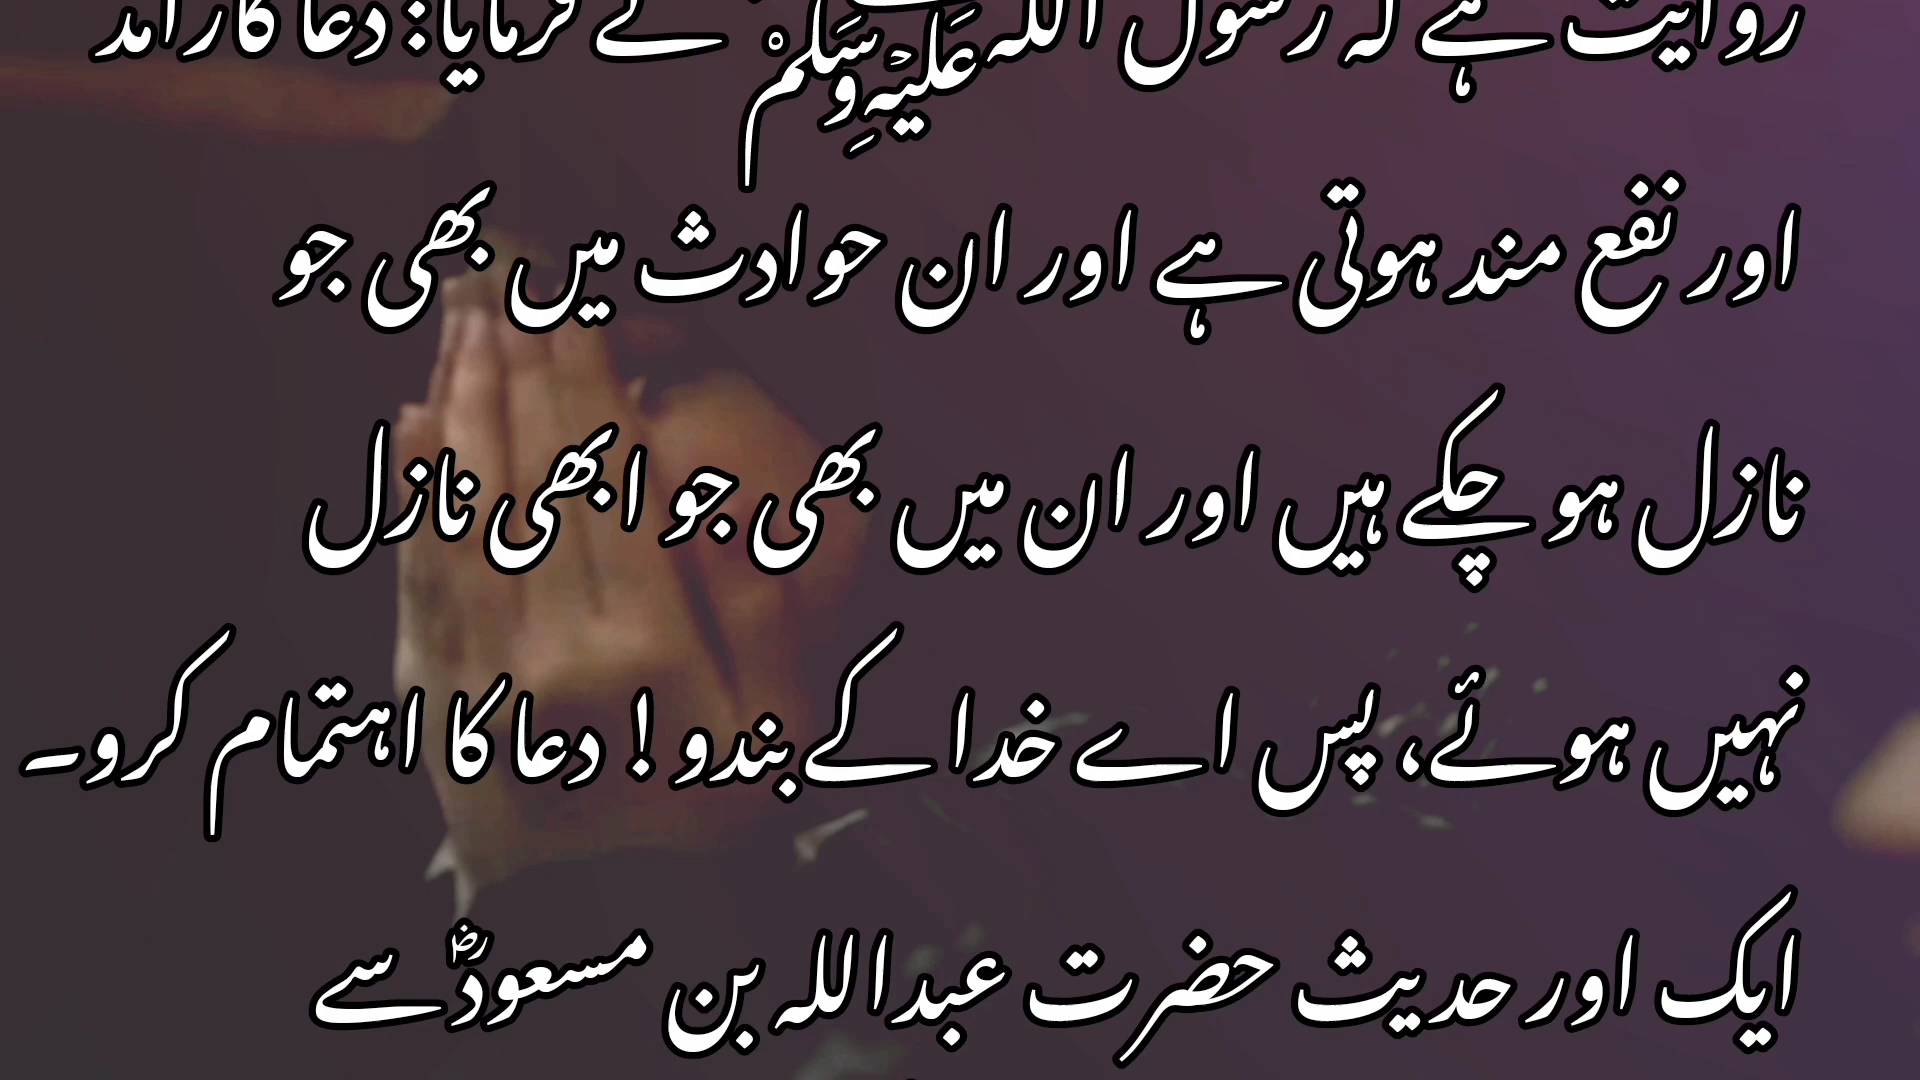 روایت ہے کہ رسول اللہ صلی اللہ علیہ وسلم نے فرمایا: دعا کارآمد
اور نفع مند ہوتی ہے اور ان حوادث میں بھی جو
نازل ہو چکے ہیں اور ان میں بھی جو ابھی نازل
نہیں ہوئے، پس اے خدا کے بندو ! دعا کا اہتمام کرو۔
ایک اور حدیث حضرت عبداللہ بن مسعودؓ سے